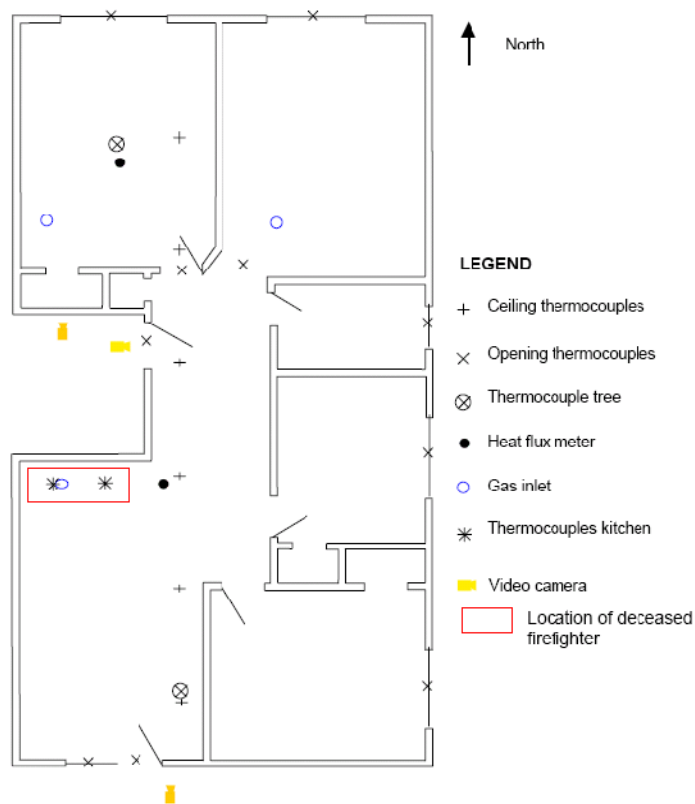 North
LEGEND
Ceiling thermocouples
Opening thermocouples
Thermocouple tree
Heat flux meter
Gas inlet
Thermocouples kitchen
Video camera
Location of deceased
firefighter